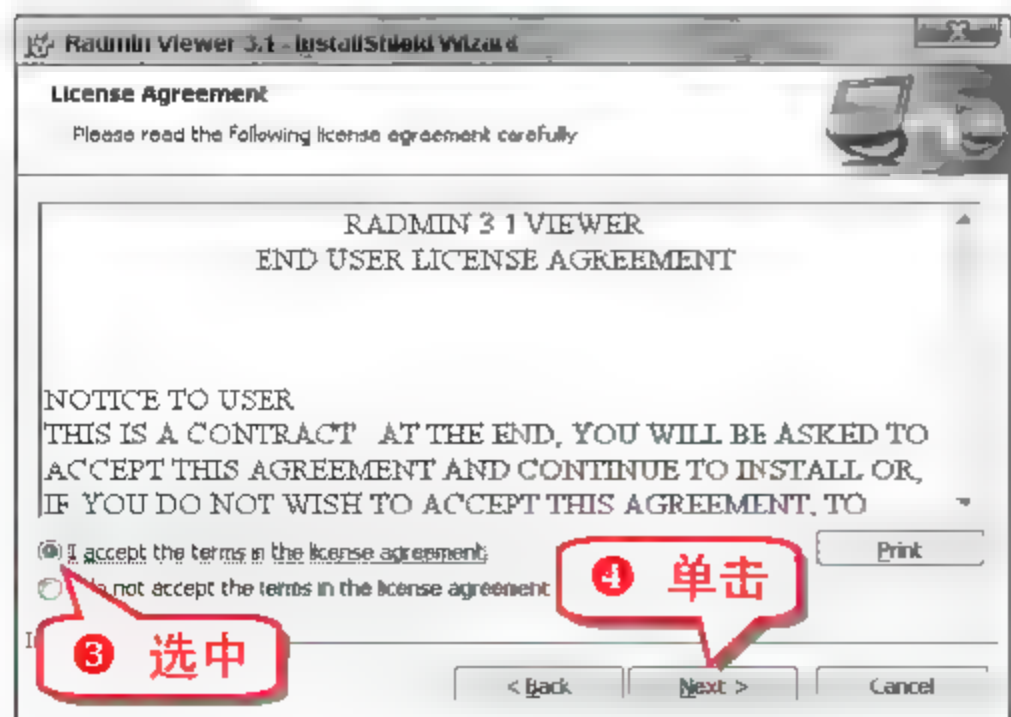 Radmin Viewer 3.1 - InstallShield Wizard
License Agreement
Please read the following license agreement carefully
RADMIN 3 1 VIEWER
END USER LICENSE AGREEMENT
NOTICE TO USER
THIS IS A CONTRACT AT THE END, YOU WILL BE ASKED TO
ACCEPT THIS AGREEMENT AND CONTINUE TO INSTALL OR,
IF YOU DO NOT WISH TO ACCEPT THIS AGREEMENT, TO
I accept the terms in the license agreement
Print
not accept the terms in the license agreement
❹ 单击
❸ 选中
< Back
Next >
Cancel